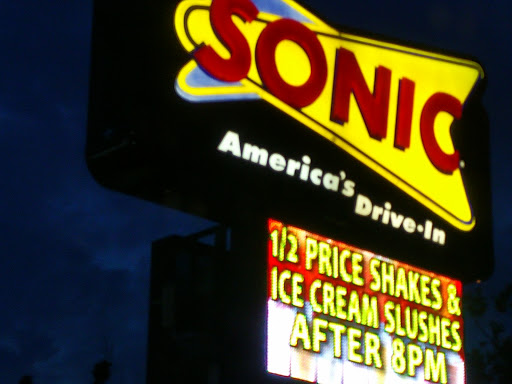 SONIC
America's Drive-In
1/2 PRICE SHAKES &
ICE CREAM SLUSHES
AFTER 8PM